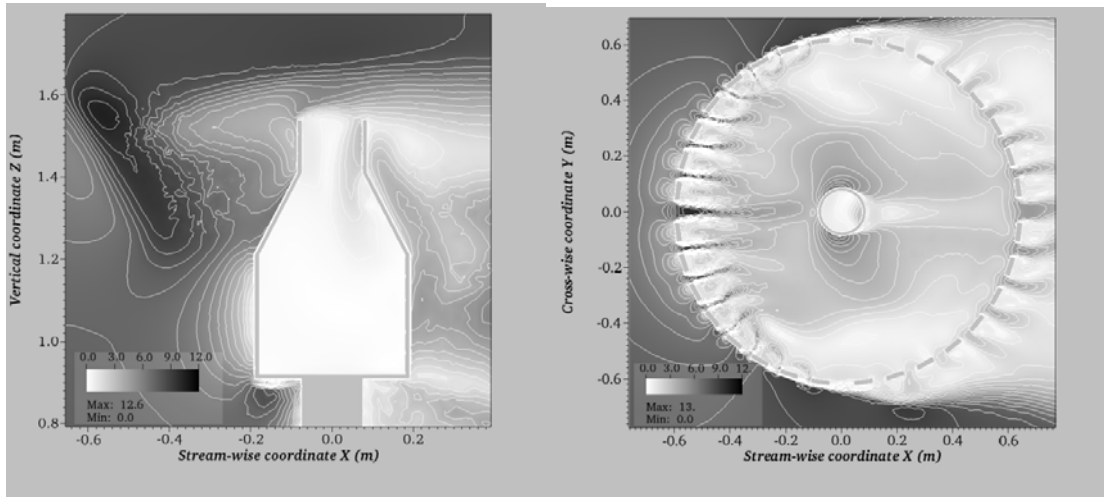 1.6
1.4
1.2
1.0
0.8
Vertical coordinate Z (m)
0.0 3.0 6.0 9.0 12.0
Max: 12.6
Min: 0.0
-0.6 -0.4 -0.2 0.0 0.2
Stream-wise coordinate X (m)
0.6
0.4
0.2
0.0
-0.2
-0.4
-0.6
Cross-wise coordinate Y (m)
0.0 3.0 6.0 9.0 12.
Max: 13.
Min: 0.0
-0.6 -0.4 -0.2 0.0 0.2 0.4 0.6
Stream-wise coordinate X (m)